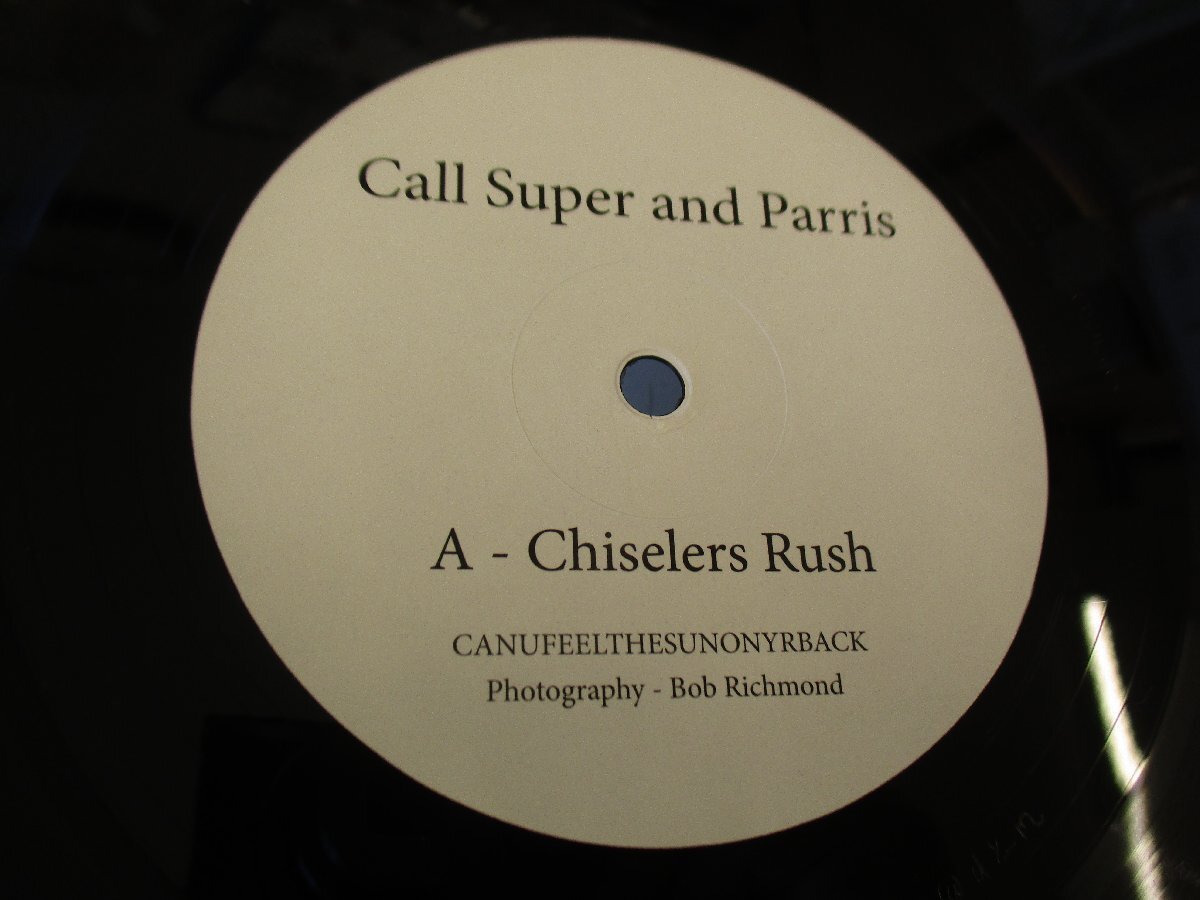 Call Super and Parris
A - Chiselers Rush
CANUFEELTHESUNONYRBACK
Photography - Bob Richmond